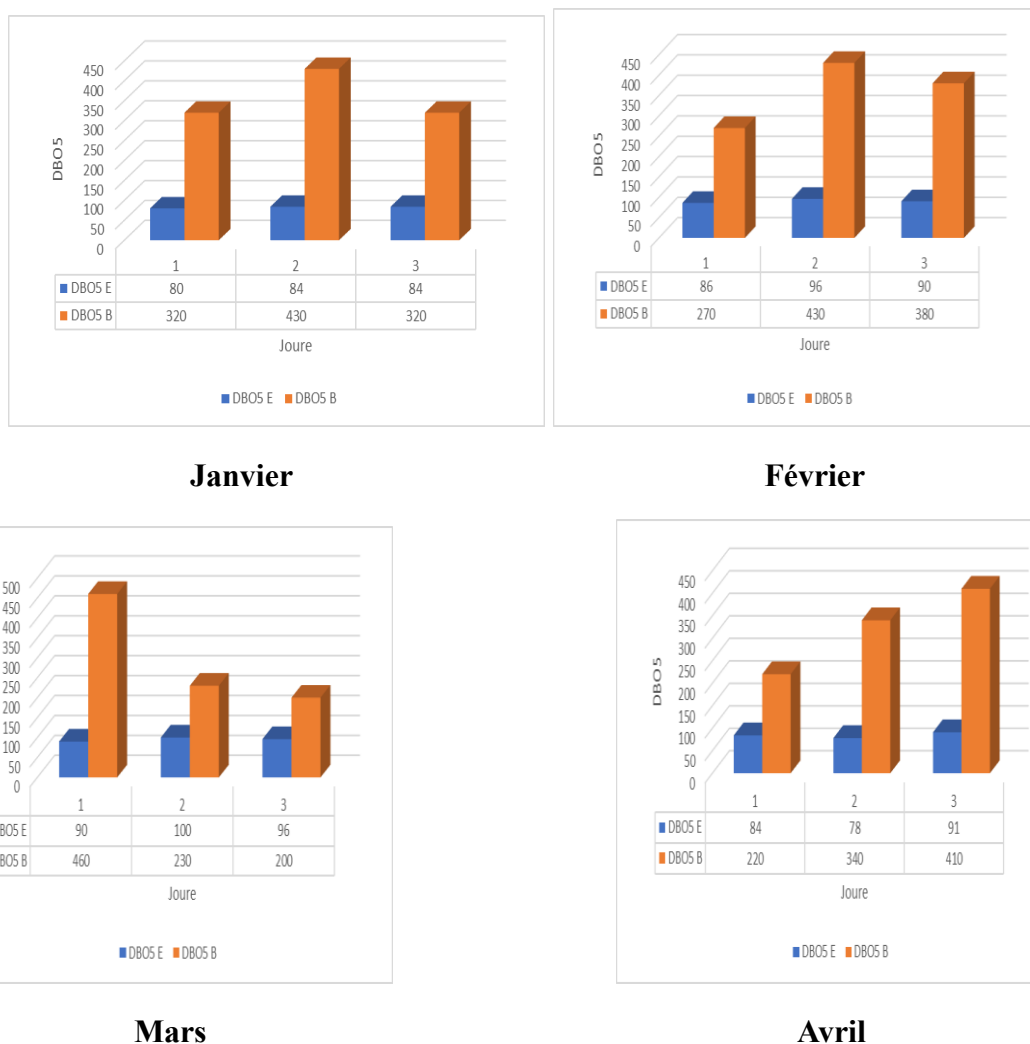 450
400
350
300
250
200
150
100
50
0
DBO5
1 2 3
DBO5 E 80 84 84
DBO5 B 320 430 320
Joure
DBO5 E DBO5 B
Janvier
450
400
350
300
250
200
150
100
50
0
DBO5
1 2 3
DBO5 E 86 96 90
DBO5 B 270 430 380
Joure
DBO5 E DBO5 B
Février
500
450
400
350
300
250
200
150
100
50
0
1 2 3
BO5 E 90 100 96
BO5 B 460 230 200
Joure
DBO5 E DBO5 B
Mars
450
400
350
300
250
200
150
100
50
0
DBO5
1 2 3
DBO5 E 84 78 91
DBO5 B 220 340 410
Joure
DBO5 E DBO5 B
Avril